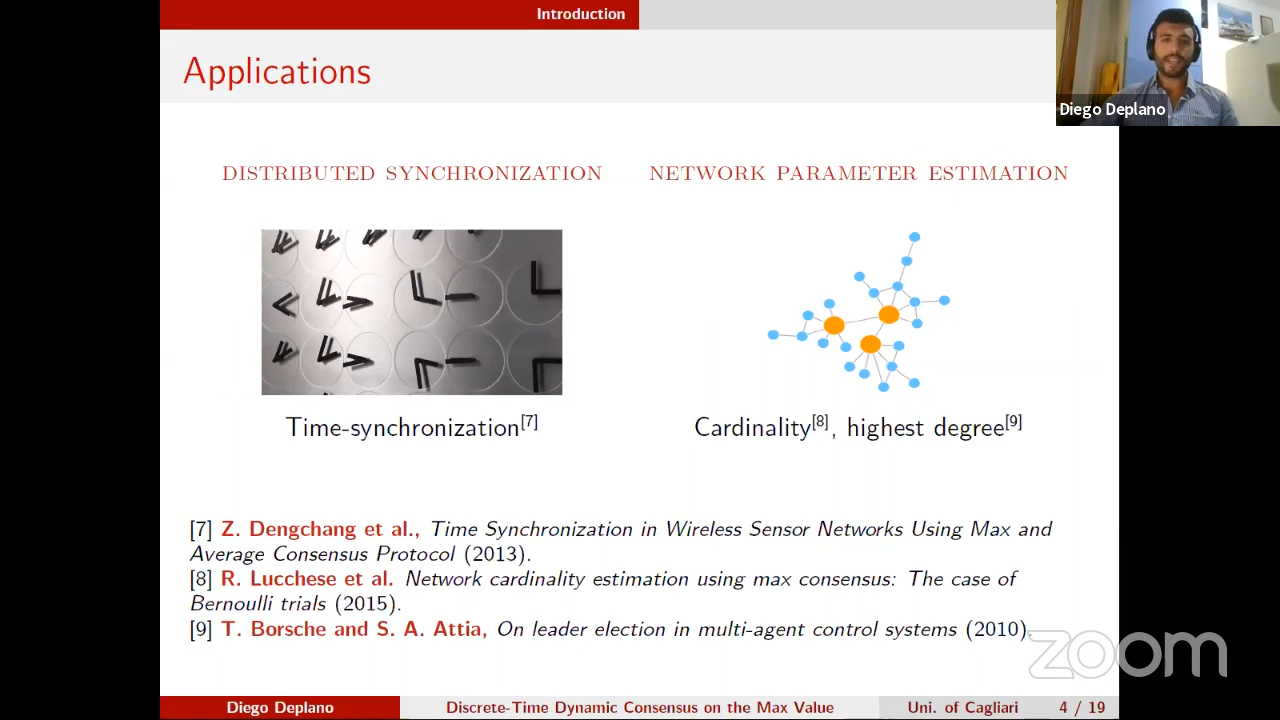 Introduction
Applications
Diego Deplano
DISTRIBUTED SYNCHRONIZATION
NETWORK PARAMETER ESTIMATION
Time-synchronization[7]
Cardinality[8], highest degree[9]
[7] Z. Dengchang et al., Time Synchronization in Wireless Sensor Networks Using Max and
Average Consensus Protocol (2013).
[8] R. Lucchese et al. Network cardinality estimation using max consensus: The case of
Bernoulli trials (2015).
[9] T. Borsche and S. A. Attia, On leader election in multi-agent control systems (2010).
zoom
Diego Deplano Discrete-Time Dynamic Consensus on the Max Value Uni. of Cagliari 4 / 19